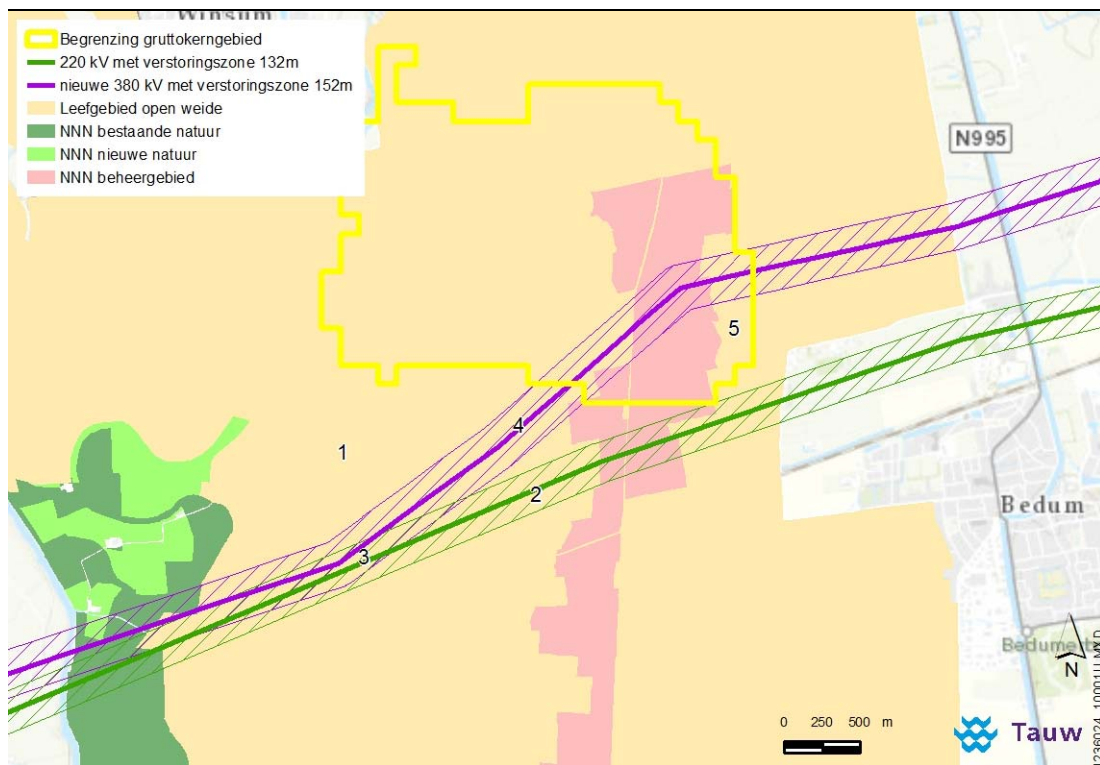 Winsum
Begrenzing gruttokerngebied
220 kV met verstoringszone 132m
nieuwe 380 kV met verstoringszone 152m
Leefgebied open weide
NNN bestaande natuur
NNN nieuwe natuur
NNN beheergebied
N995
5
4
1
2
3
Bedum
N
0 250 500 m
Tauw